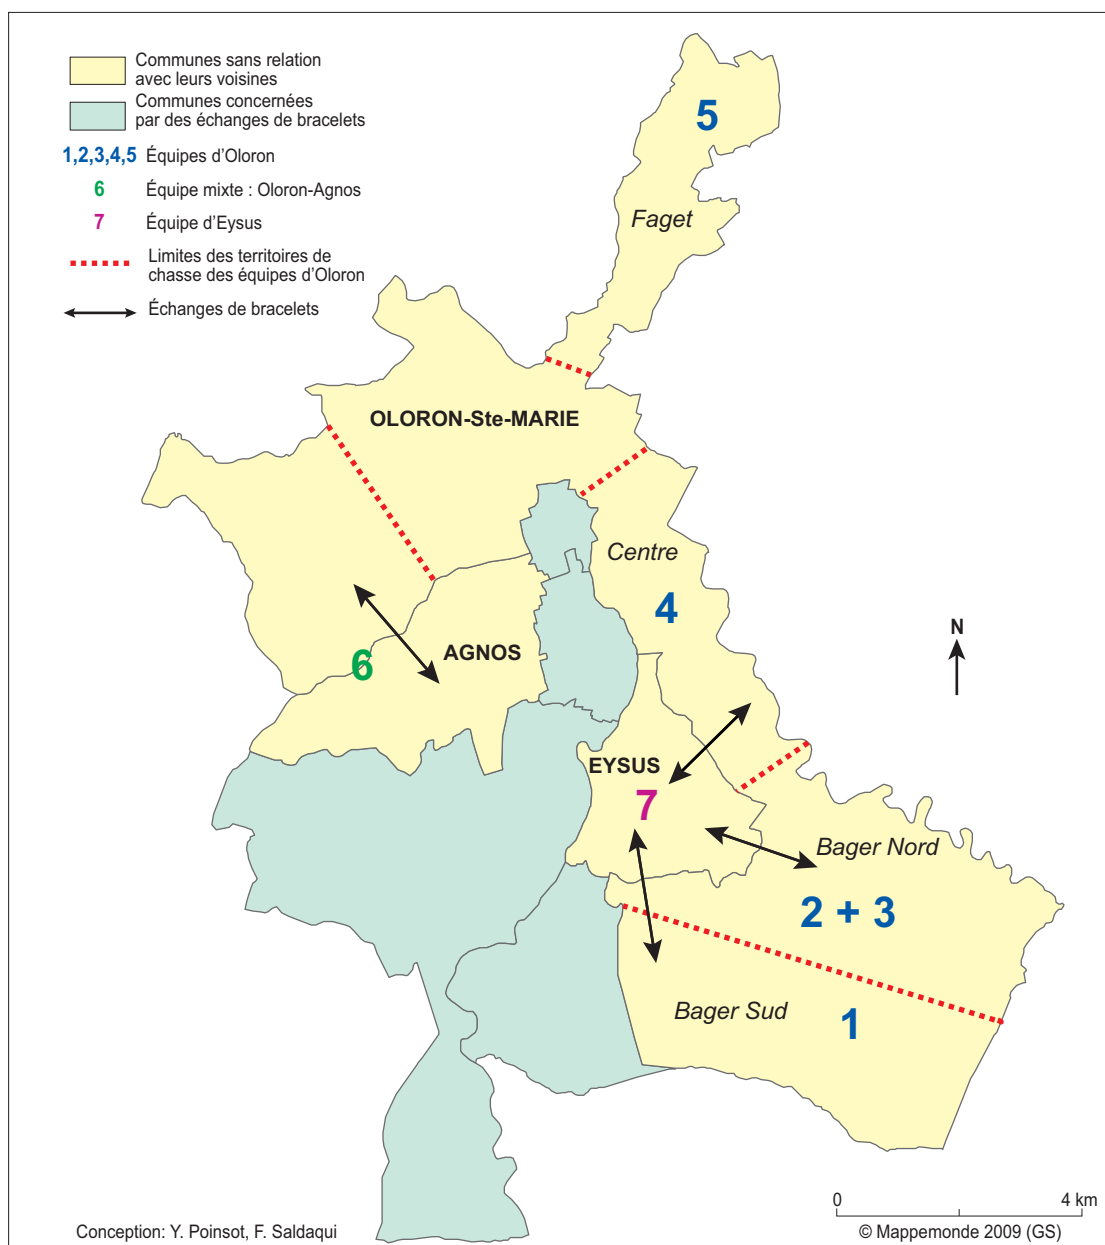 Communes sans relation
avec leurs voisines
Communes concernées
par des échanges de bracelets
1,2,3,4,5 Équipes d'Oloron
6 Équipe mixte : Oloron-Agnos
7 Équipe d'Eysus
Limites des territoires de
chasse des équipes d'Oloron
Échanges de bracelets
5
Faget
OLORON-Ste-MARIE
Centre
4
N
AGNOS
6
EYSUS
7
Bager Nord
2 + 3
Bager Sud
1
0 4 km
Conception: Y. Poinsot, F. Saldaqui
© Mappemonde 2009 (GS)